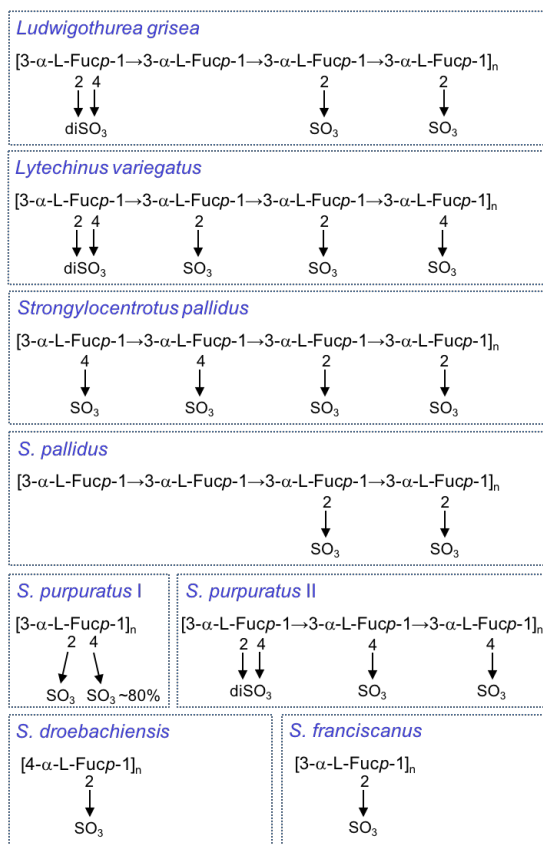 Ludwigothurea grisea
[3-α-L-Fucp-1→3-α-L-Fucp-1→3-α-L-Fucp-1→3-α-L-Fucp-1]n
2 4 2 2
diSO3 SO3 SO3
Lytechinus variegatus
[3-α-L-Fucp-1→3-α-L-Fucp-1→3-α-L-Fucp-1→3-α-L-Fucp-1]n
2 4 2 2 4
diSO3 SO3 SO3 SO3
Strongylocentrotus pallidus
[3-α-L-Fucp-1→3-α-L-Fucp-1→3-α-L-Fucp-1→3-α-L-Fucp-1]n
4 4 2 2
SO3 SO3 SO3 SO3
S. pallidus
[3-α-L-Fucp-1→3-α-L-Fucp-1→3-α-L-Fucp-1→3-α-L-Fucp-1]n
2 2
SO3 SO3
S. purpuratus I
[3-α-L-Fucp-1]n
2 4
SO3 SO3 ~80%
S. purpuratus II
[3-α-L-Fucp-1→3-α-L-Fucp-1→3-α-L-Fucp-1]n
2 4 4 4
diSO3 SO3 SO3
S. droebachiensis
[4-α-L-Fucp-1]n
2
SO3
S. franciscanus
[3-α-L-Fucp-1]n
2
SO3